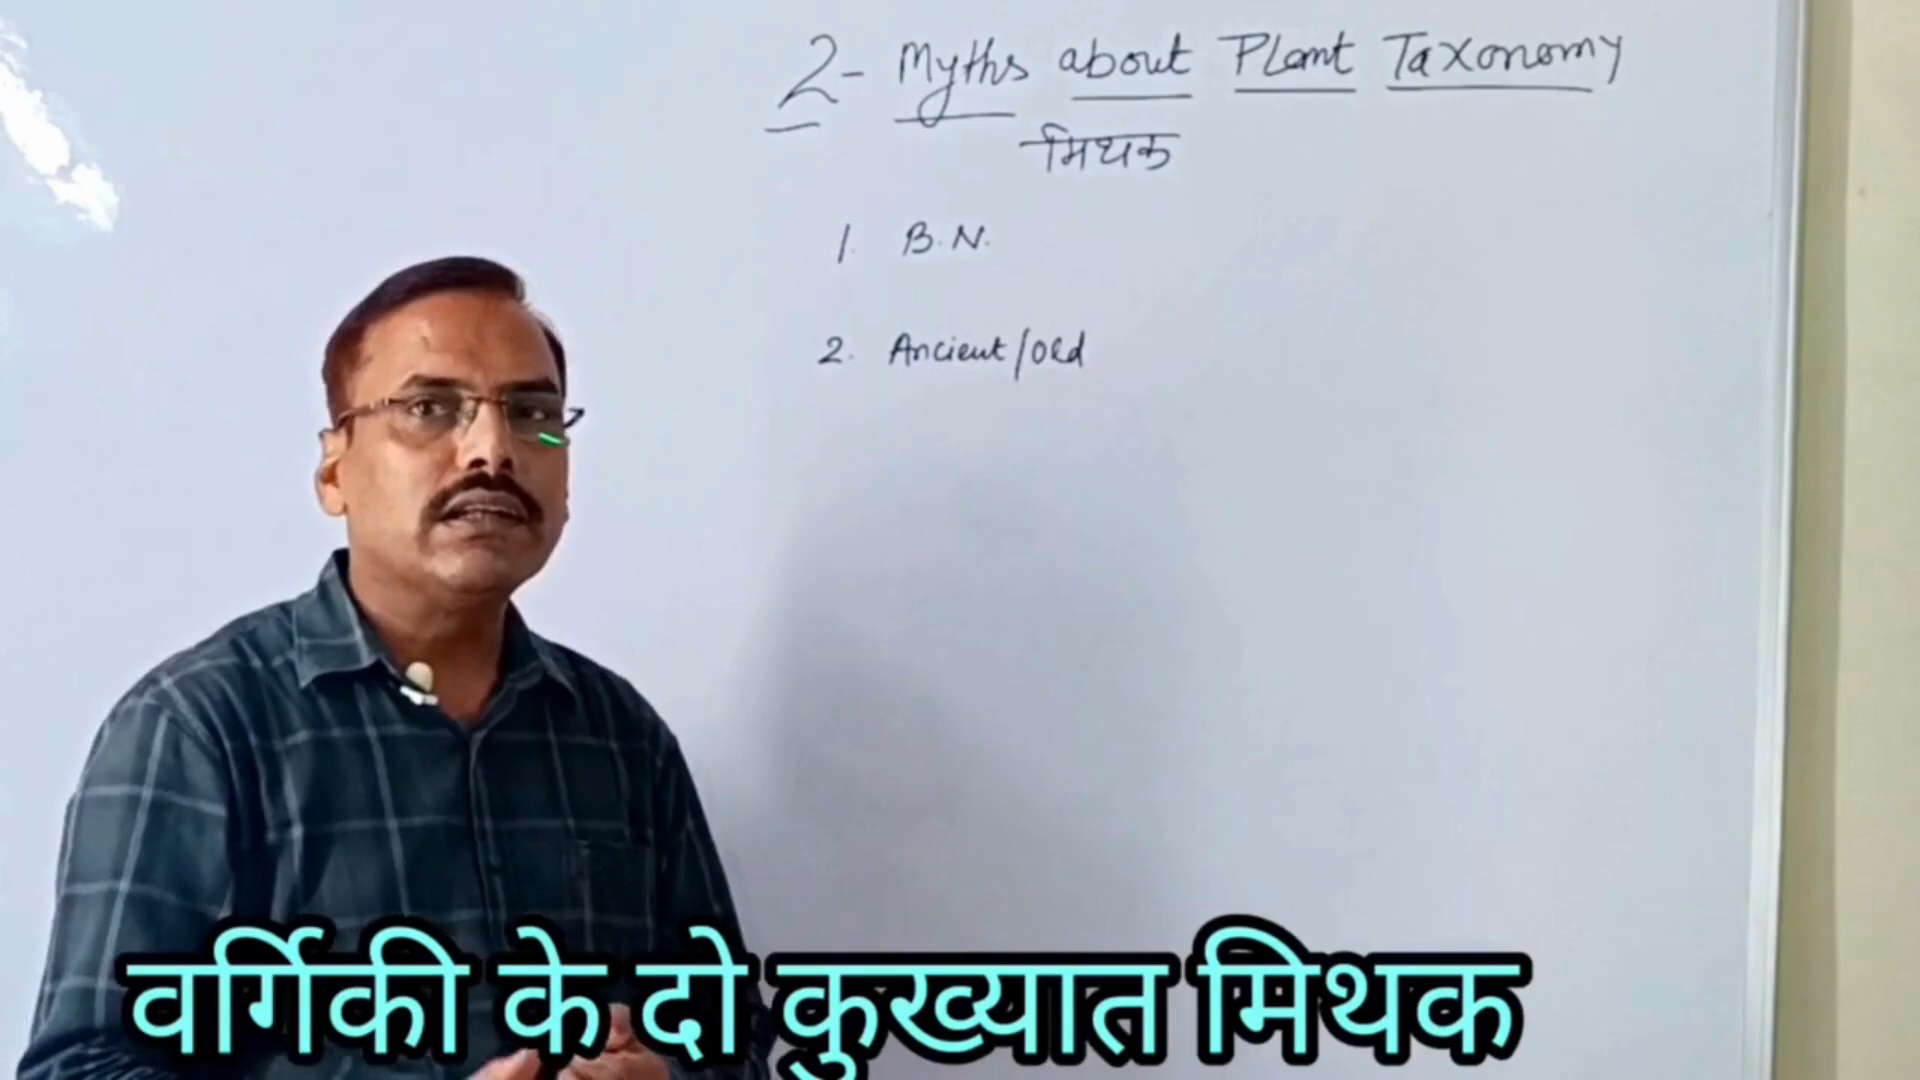 2- Myths about Plant Taxonomy
मिथक
1. B.N.
2. Ancient/Old
वर्गिकी के दो कुख्यात मिथक